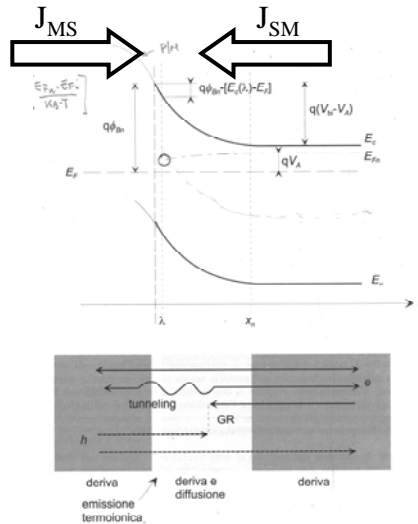 J_MS J_SM
P/M
qϕ_Bn-[E_c(λ)-E_F]
q(V_bi-V_A)
qϕ_Bn
E_c
E_Fn
qV_A
E_F
E_v
λ x_n
e
tunneling
GR
h
deriva deriva e diffusione deriva
emissione termoionica